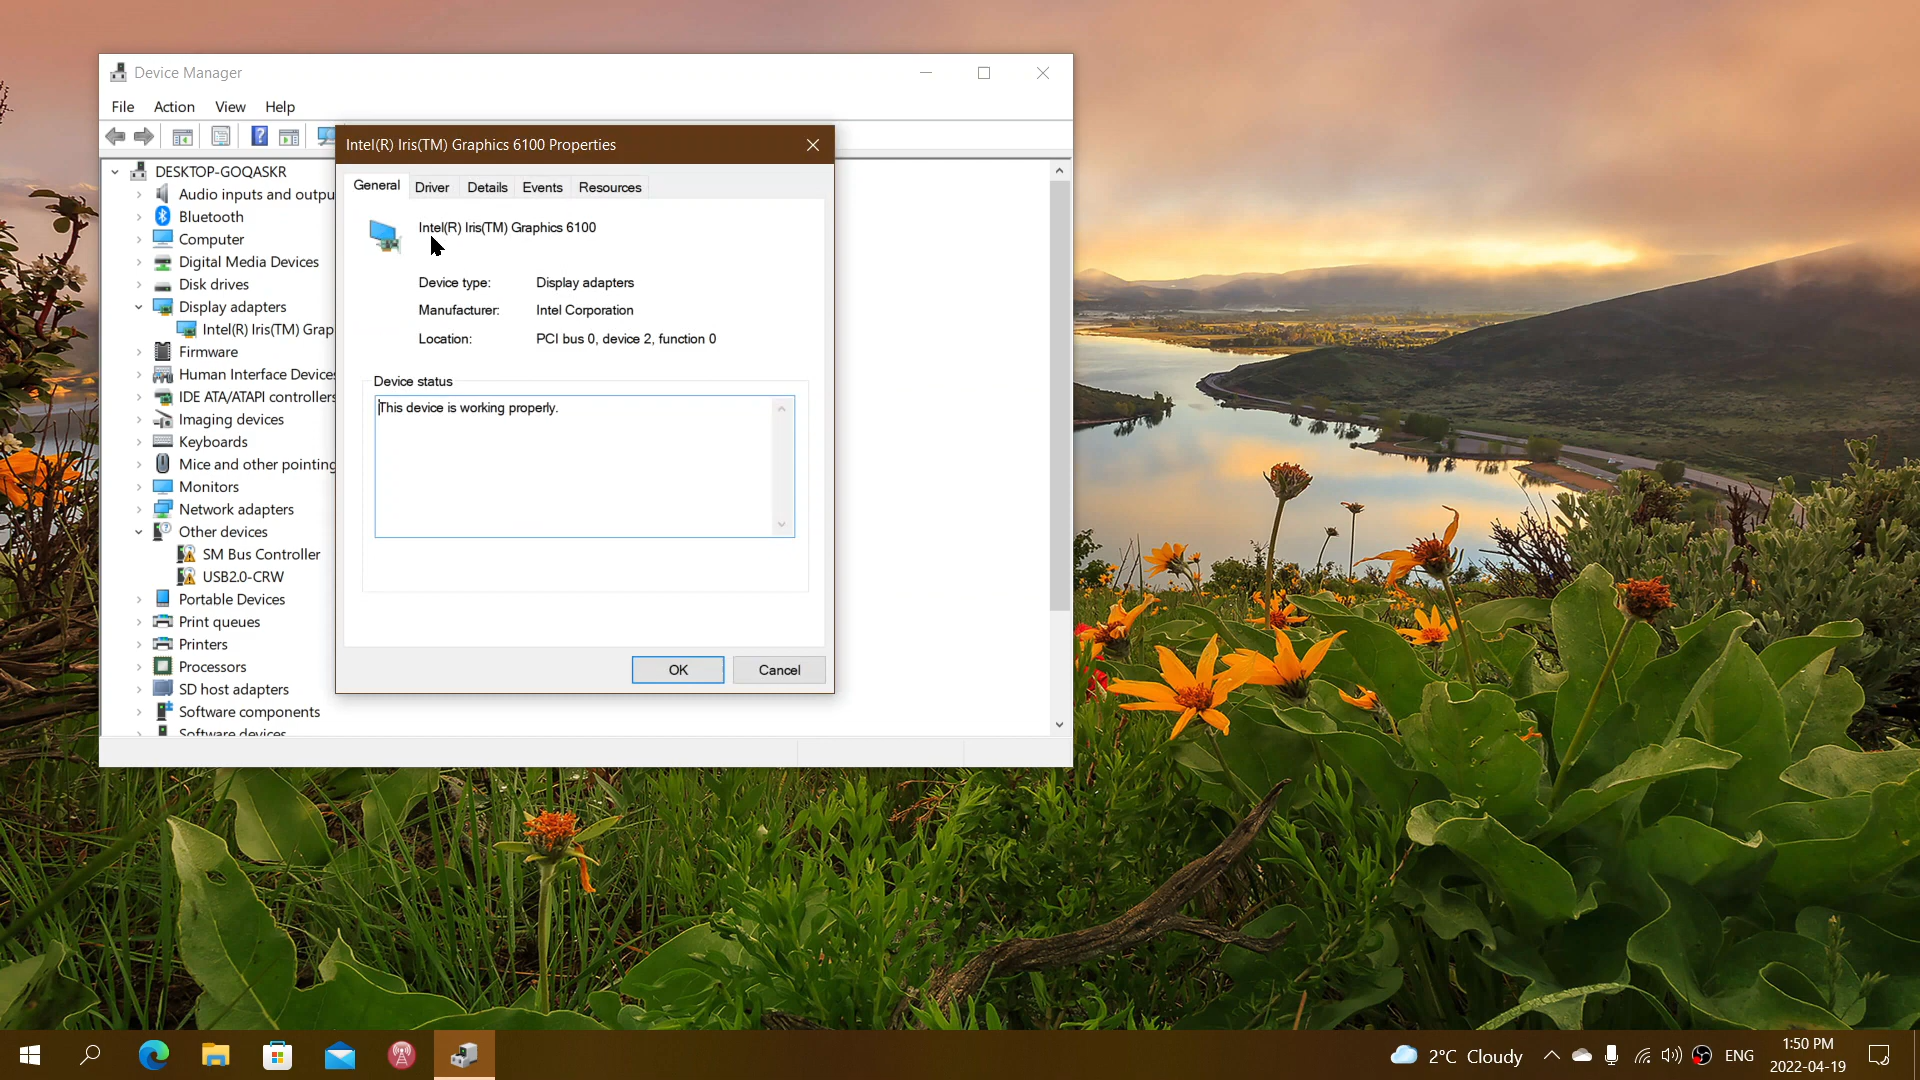 Device Manager
File Action View Help
Intel(R) Iris(TM) Graphics 6100 Properties
General Driver Details Events Resources
Intel(R) Iris(TM) Graphics 6100
Device type: Display adapters
Manufacturer: Intel Corporation
Location: PCI bus 0, device 2, function 0
Device status
This device is working properly.
OK Cancel
DESKTOP-GOQASKR
Audio inputs and outpu
Bluetooth
Computer
Digital Media Devices
Disk drives
Display adapters
Intel(R) Iris(TM) Grap
Firmware
Human Interface Devices
IDE ATA/ATAPI controllers
Imaging devices
Keyboards
Mice and other pointing
Monitors
Network adapters
Other devices
SM Bus Controller
USB2.0-CRW
Portable Devices
Print queues
Printers
Processors
SD host adapters
Software components
Software devices
2°C Cloudy
ENG
1:50 PM
2022-04-19